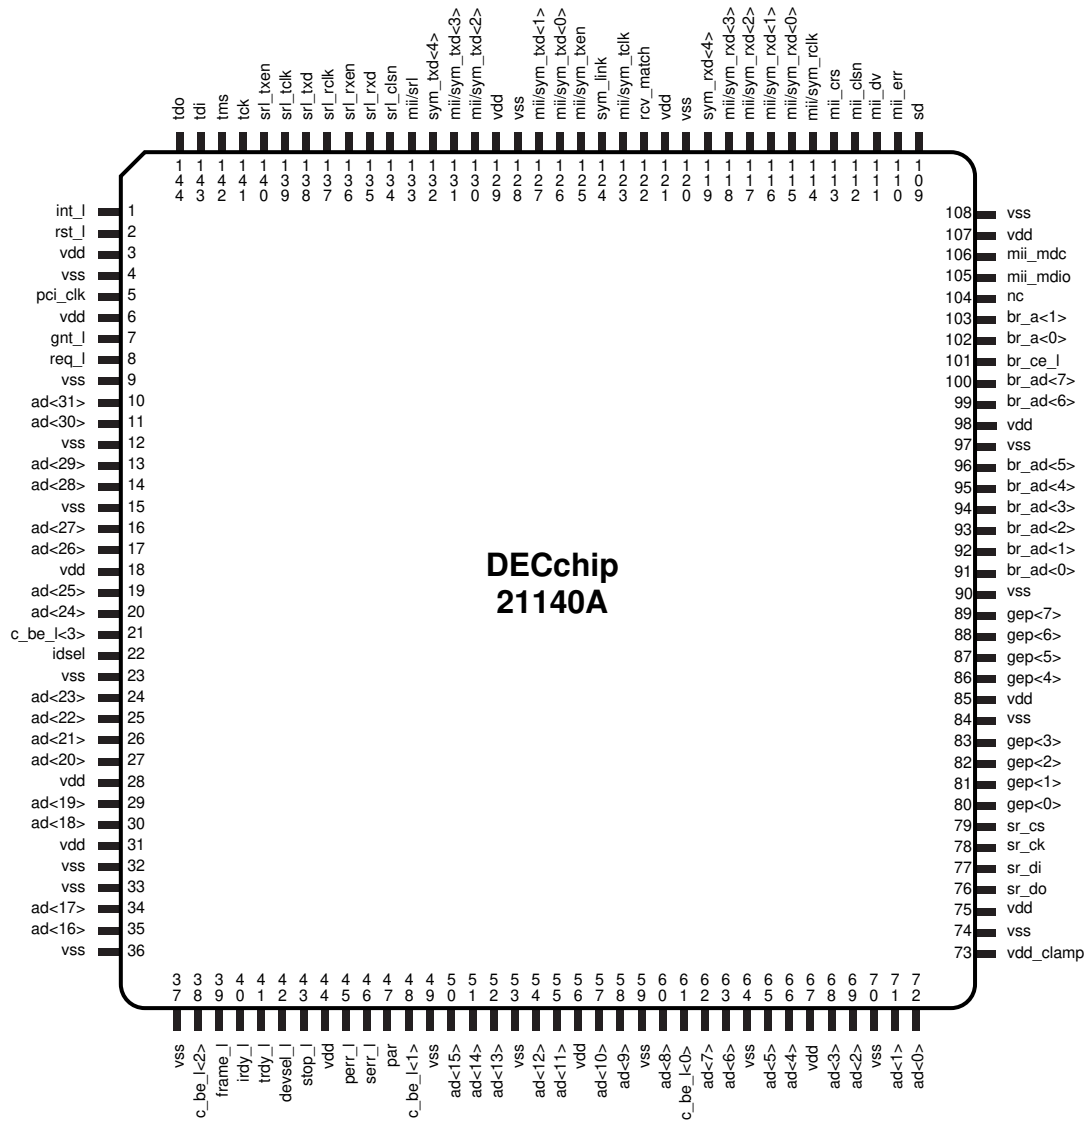 tdo
tdi
tms
tck
srl_txen
srl_tclk
srl_txd
srl_rclk
srl_rxen
srl_rxd
srl_clsn
mii/srl
sym_txd<4>
mii/sym_txd<3>
mii/sym_txd<2>
vdd
vss
mii/sym_txd<1>
mii/sym_txd<0>
mii/sym_txen
sym_link
mii/sym_tclk
rcv_match
vdd
vss
sym_rxd<4>
mii/sym_rxd<3>
mii/sym_rxd<2>
mii/sym_rxd<1>
mii/sym_rxd<0>
mii/sym_rclk
mii_crs
mii_clsn
mii_dv
mii_err
sd
144
143
142
141
140
139
138
137
136
135
134
133
132
131
130
129
128
127
126
125
124
123
122
121
120
119
118
117
116
115
114
113
112
111
110
109
int_l 1
rst_l 2
vdd 3
vss 4
pci_clk 5
vdd 6
gnt_l 7
req_l 8
vss 9
ad<31> 10
ad<30> 11
vss 12
ad<29> 13
ad<28> 14
vss 15
ad<27> 16
ad<26> 17
vdd 18
ad<25> 19
ad<24> 20
c_be_l<3> 21
idsel 22
vss 23
ad<23> 24
ad<22> 25
ad<21> 26
ad<20> 27
vdd 28
ad<19> 29
ad<18> 30
vdd 31
vss 32
vss 33
ad<17> 34
ad<16> 35
vss 36
DECchip
21140A
108 vss
107 vdd
106 mii_mdc
105 mii_mdio
104 nc
103 br_a<1>
102 br_a<0>
101 br_ce_l
100 br_ad<7>
99 br_ad<6>
98 vdd
97 vss
96 br_ad<5>
95 br_ad<4>
94 br_ad<3>
93 br_ad<2>
92 br_ad<1>
91 br_ad<0>
90 vss
89 gep<7>
88 gep<6>
87 gep<5>
86 gep<4>
85 vdd
84 vss
83 gep<3>
82 gep<2>
81 gep<1>
80 gep<0>
79 sr_cs
78 sr_ck
77 sr_di
76 sr_do
75 vdd
74 vss
73 vdd_clamp
37
38
39
40
41
42
43
44
45
46
47
48
49
50
51
52
53
54
55
56
57
58
59
60
61
62
63
64
65
66
67
68
69
70
71
72
vss
c_be_l<2>
frame_l
irdy_l
trdy_l
devsel_l
stop_l
vdd
perr_l
serr_l
par
c_be_l<1>
vss
ad<15>
ad<14>
ad<13>
vss
ad<12>
ad<11>
vdd
ad<10>
ad<9>
vss
ad<8>
c_be_l<0>
ad<7>
ad<6>
vss
ad<5>
ad<4>
vdd
ad<3>
ad<2>
vss
ad<1>
ad<0>